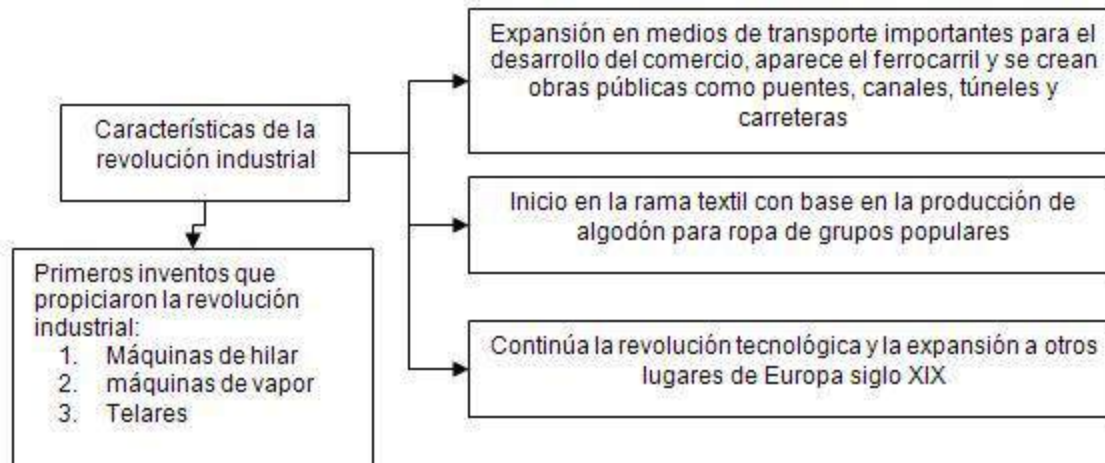 Características de la
revolución industrial
Expansión en medios de transporte importantes para el
desarrollo del comercio, aparece el ferrocarril y se crean
obras públicas como puentes, canales, túneles y
carreteras
Inicio en la rama textil con base en la producción de
algodón para ropa de grupos populares
Continúa la revolución tecnológica y la expansión a otros
lugares de Europa siglo XIX
Primeros inventos que
propiciaron la revolución
industrial:
1. Máquinas de hilar
2. máquinas de vapor
3. Telares